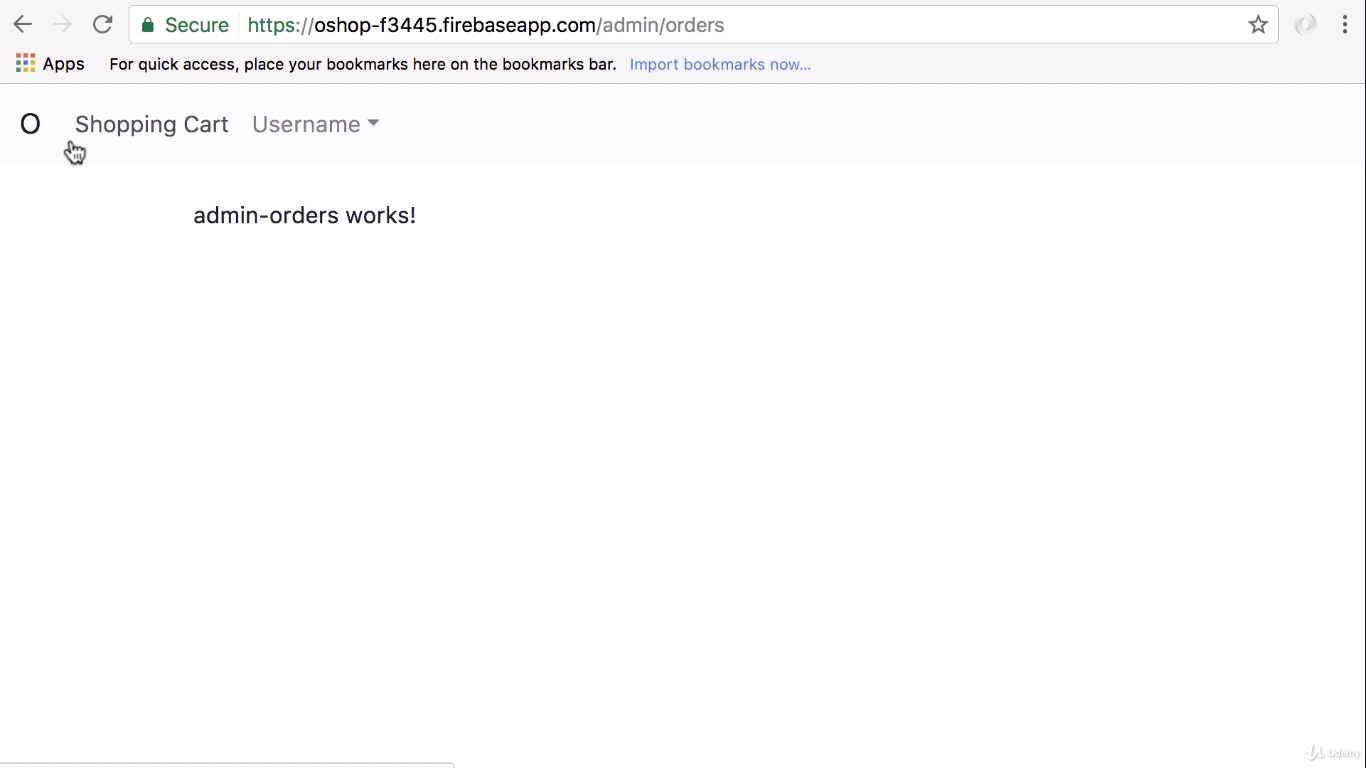 Secure https://oshop-f3445.firebaseapp.com/admin/orders
Apps For quick access, place your bookmarks here on the bookmarks bar. Import bookmarks now...
O Shopping Cart Username
admin-orders works!
Udemy